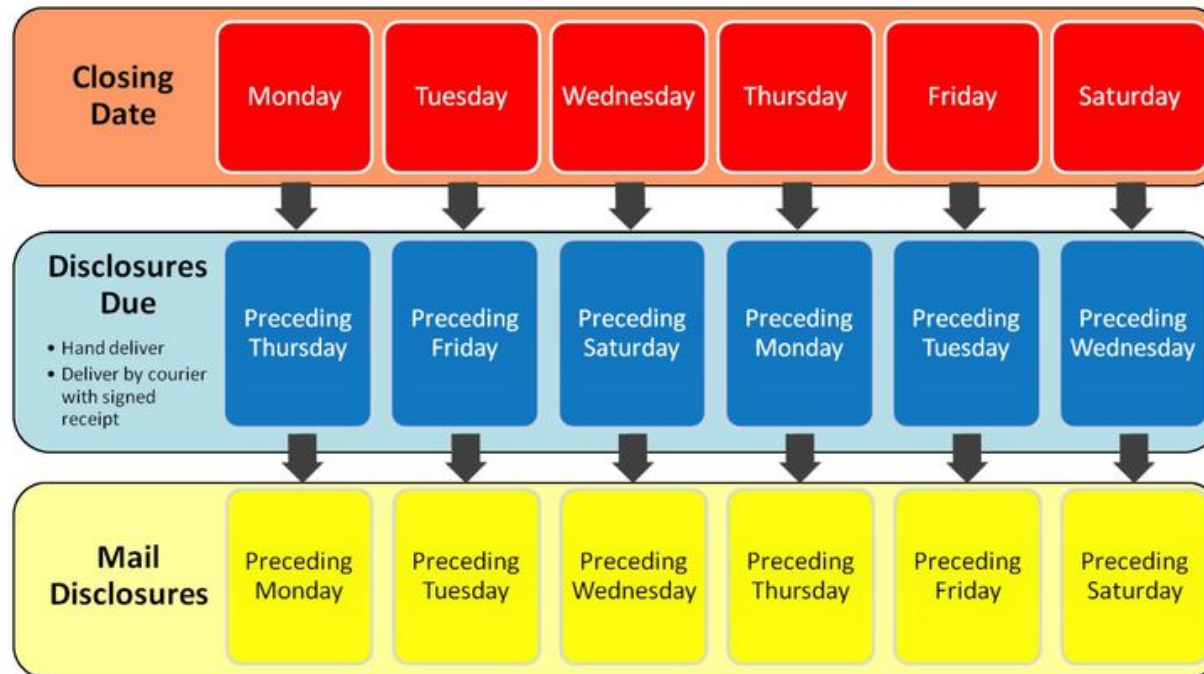 Closing
Date
Monday
Tuesday
Wednesday
Thursday
Friday
Saturday
Disclosures
Due
• Hand deliver
• Deliver by courier
with signed
receipt
Preceding
Thursday
Preceding
Friday
Preceding
Saturday
Preceding
Monday
Preceding
Tuesday
Preceding
Wednesday
Mail
Disclosures
Preceding
Monday
Preceding
Tuesday
Preceding
Wednesday
Preceding
Thursday
Preceding
Friday
Preceding
Saturday